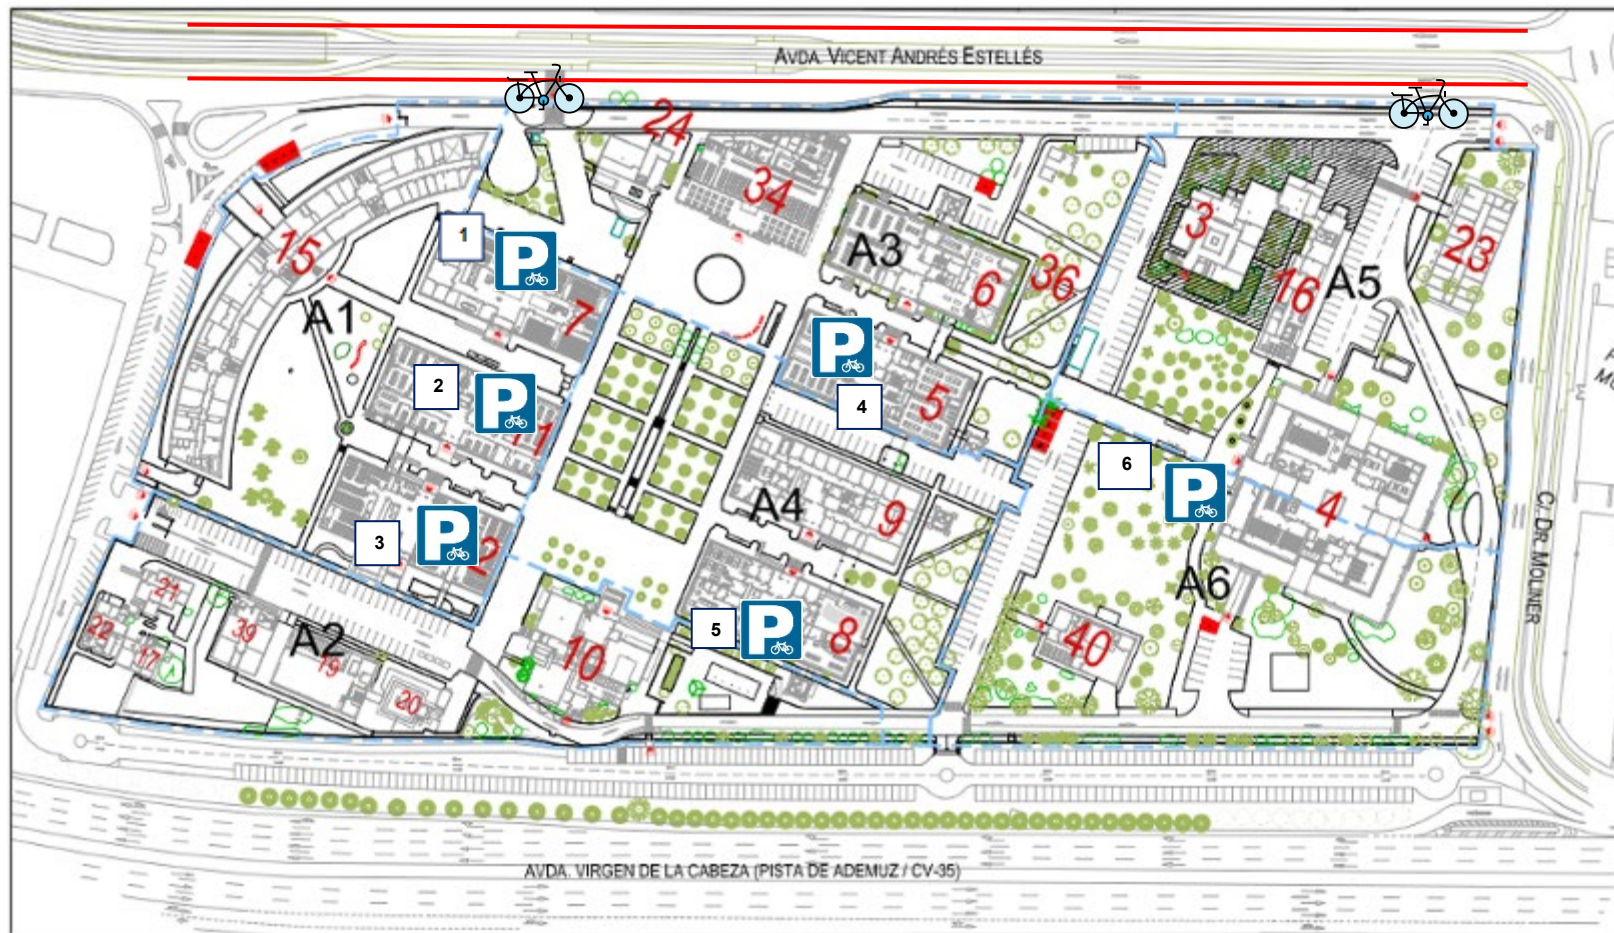 AVDA. VICENT ANDRÉS ESTELLÉS
24
34
3
23
15
1
P
A3
6
36
16
A5
7
A1
P
2
P
4
5
11
6
P
3
P
2
A4
9
4
C/. DR. MOLINER
A6
21
22
17
39
A2
19
20
10
5
P
8
40
AVDA. VIRGEN DE LA CABEZA (PISTA DE ADEMUZ / CV-35)